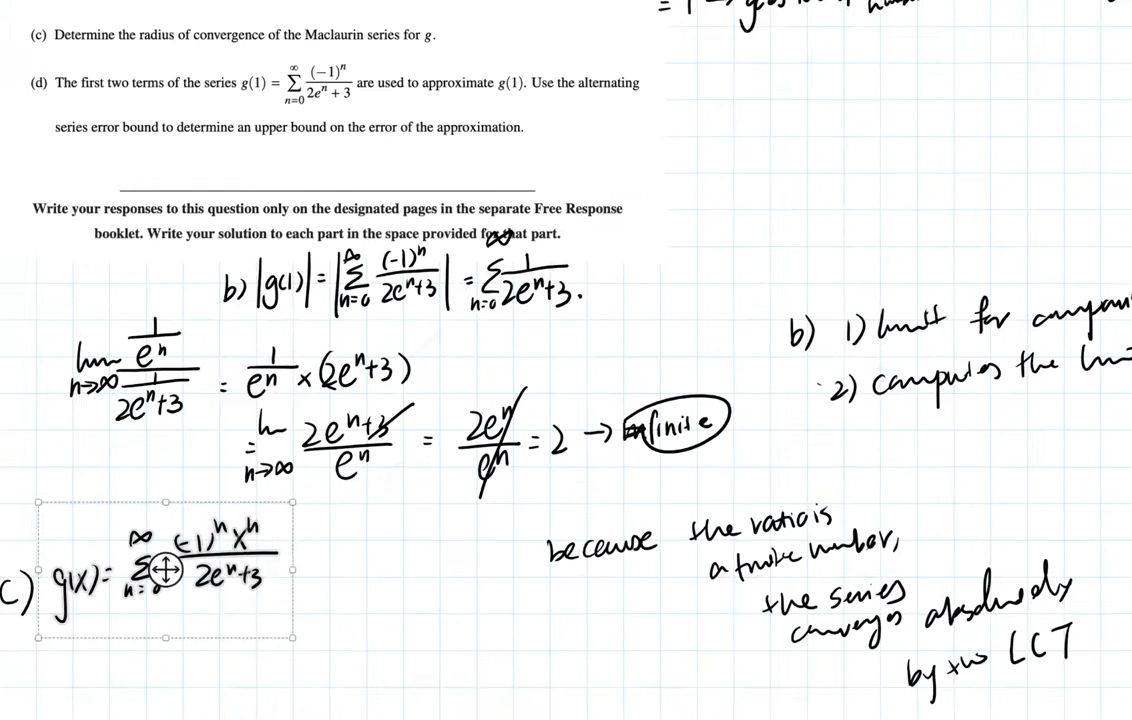 (c) Determine the radius of convergence of the Maclaurin series for g.
(d) The first two terms of the series g(1) = ∑_{n=0}^{∞} (-1)^n / (2e^n + 3) are used to approximate g(1). Use the alternating
series error bound to determine an upper bound on the error of the approximation.
Write your responses to this question only on the designated pages in the separate Free Response
booklet. Write your solution to each part in the space provided for that part.
b) |g(1)| = |∑_{n=0}^{∞} (-1)^n / (2e^n+3)| = ∑_{n=0}^{∞} 1 / (2e^n+3).
lim_{n→∞} (1/e^n) / (1/(2e^n+3)) = 1/e^n × (2e^n+3)
= lim_{n→∞} (2e^n+3) / e^n = 2e^n / e^n = 2 → finite
b) 1) limit for
2) computes the
c) g(x) = ∑_{n=0}^{∞} (-1)^n x^n / (2e^n+3)
because the ratio is
a finite number,
the series
converges absolutely
by the LCT